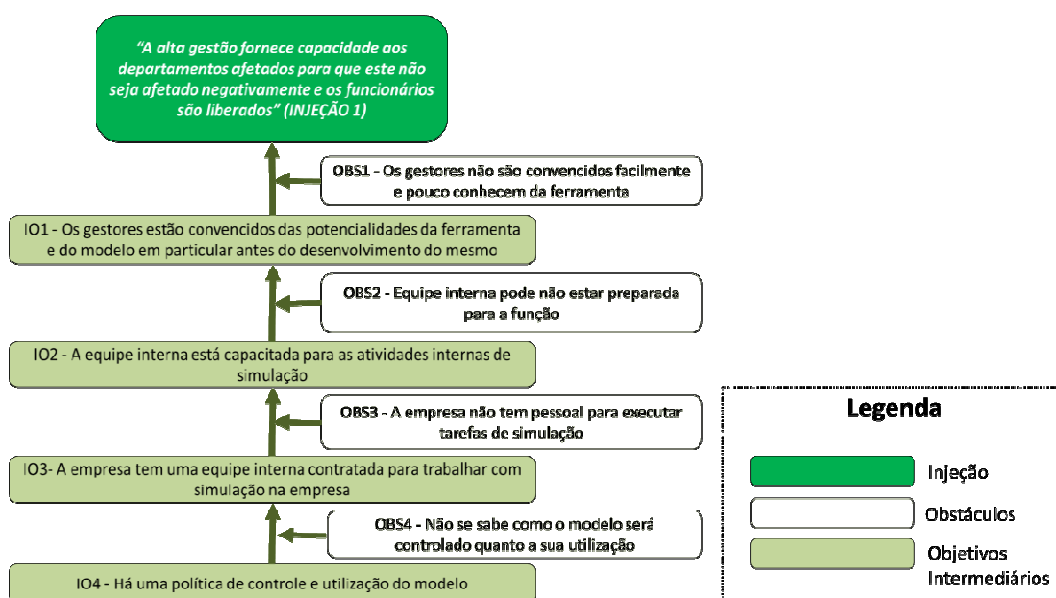 “A alta gestão fornece capacidade aos
departamentos afetados para que este não
seja afetado negativamente e os funcionários
são liberados” (INJEÇÃO 1)
OBS1 - Os gestores não são convencidos facilmente
e pouco conhecem da ferramenta
IO1 - Os gestores estão convencidos das potencialidades da ferramenta
e do modelo em particular antes do desenvolvimento do mesmo
OBS2 - Equipe interna pode não estar preparada
para a função
IO2 - A equipe interna está capacitada para as atividades internas de
simulação
OBS3 - A empresa não tem pessoal para executar
tarefas de simulação
IO3- A empresa tem uma equipe interna contratada para trabalhar com
simulação na empresa
OBS4 - Não se sabe como o modelo será
controlado quanto a sua utilização
IO4 - Há uma política de controle e utilização do modelo
Legenda
Injeção
Obstáculos
Objetivos
Intermediários